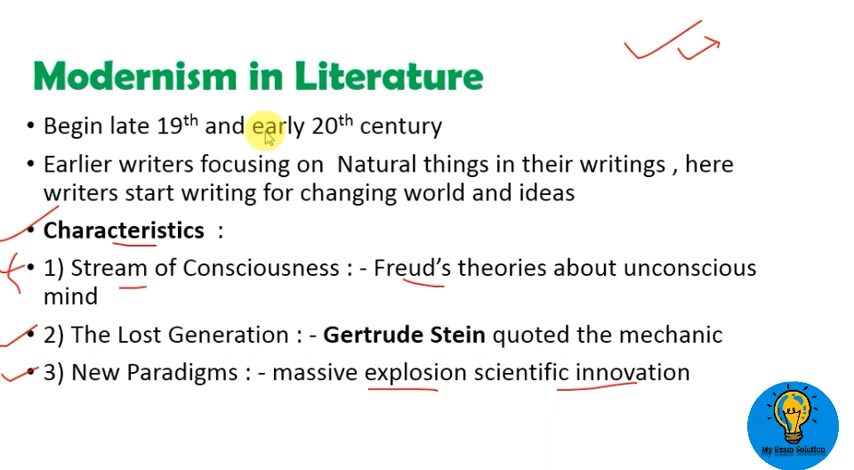 Modernism in Literature
• Begin late 19th and early 20th century
• Earlier writers focusing on Natural things in their writings , here
writers start writing for changing world and ideas
• Characteristics :
• 1) Stream of Consciousness : - Freud's theories about unconscious
mind
• 2) The Lost Generation : - Gertrude Stein quoted the mechanic
• 3) New Paradigms : - massive explosion scientific innovation
My Exam Solution